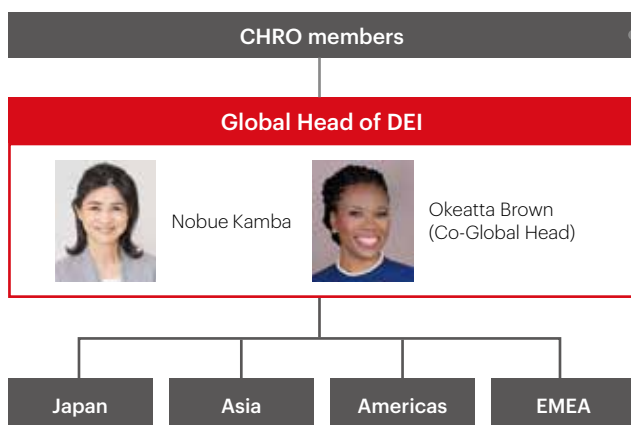 CHRO members
Global Head of DEI
Nobue Kamba
Okeatta Brown
(Co-Global Head)
Japan
Asia
Americas
EMEA